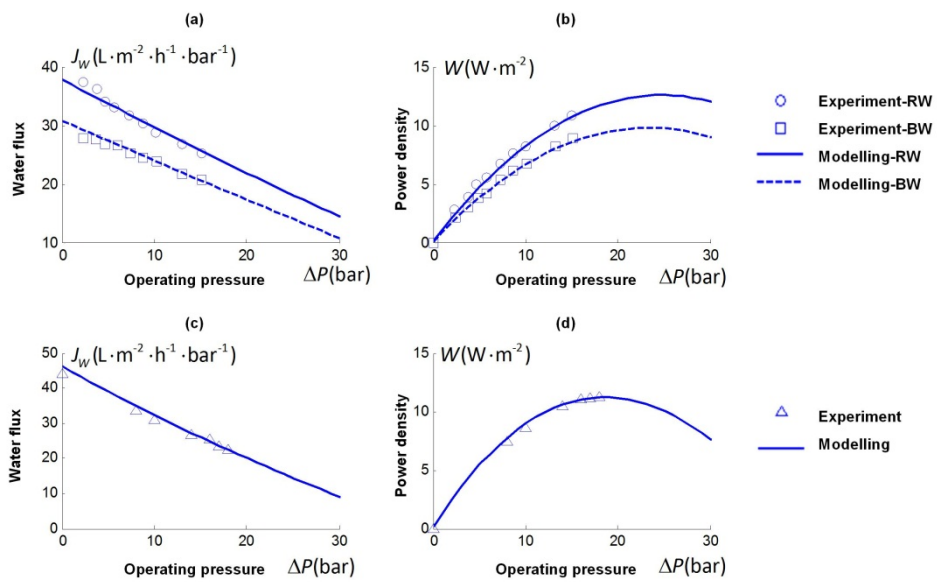 (a)
J_W(L·m⁻²·h⁻¹·bar⁻¹)
40
30
20
10
Water flux
0 10 20 30
Operating pressure ΔP(bar)
(b)
W(W·m⁻²)
15
10
5
0
Power density
0 10 20 30
Operating pressure ΔP(bar)
Experiment-RW
Experiment-BW
Modelling-RW
Modelling-BW
(c)
J_W(L·m⁻²·h⁻¹·bar⁻¹)
50
40
30
20
10
0
Water flux
0 10 20 30
Operating pressure ΔP(bar)
(d)
W(W·m⁻²)
15
10
5
0
Power density
0 10 20 30
Operating pressure ΔP(bar)
Experiment
Modelling